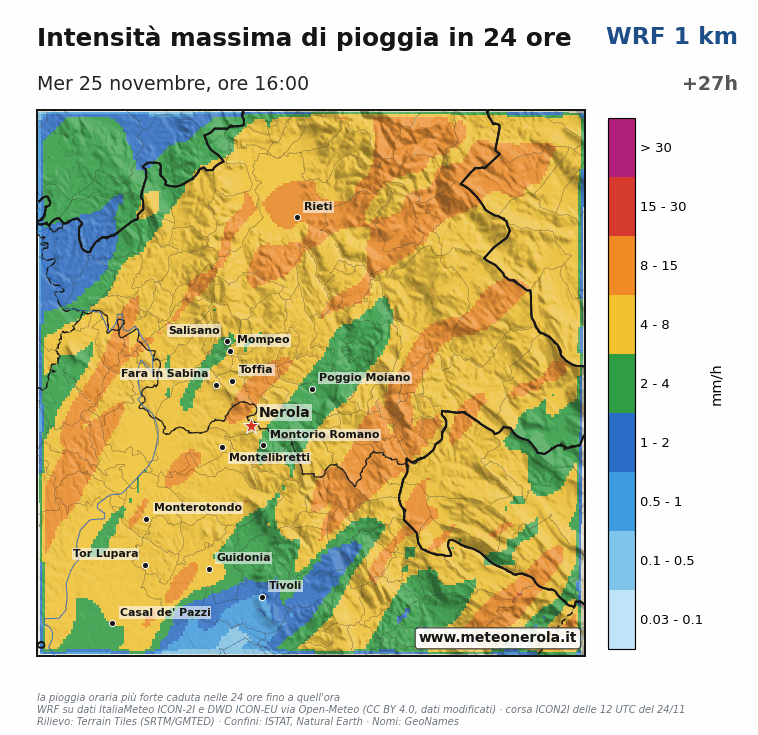 Intensità massima di pioggia in 24 ore
WRF 1 km
Mer 25 novembre, ore 16:00
+27h
Rieti
Salisano
Mompeo
Fara in Sabina
Toffia
Poggio Moiano
Nerola
Montorio Romano
Montelibretti
Monterotondo
Tor Lupara
Guidonia
Tivoli
Casal de' Pazzi
www.meteonerola.it
> 30
15 - 30
8 - 15
4 - 8
2 - 4
1 - 2
0.5 - 1
0.1 - 0.5
0.03 - 0.1
mm/h
la pioggia oraria più forte caduta nelle 24 ore fino a quell'ora
WRF su dati ItaliaMeteo ICON-2I e DWD ICON-EU via Open-Meteo (CC BY 4.0, dati modificati) · corsa ICON2I delle 12 UTC del 24/11
Rilievo: Terrain Tiles (SRTM/GMTED) · Confini: ISTAT, Natural Earth · Nomi: GeoNames